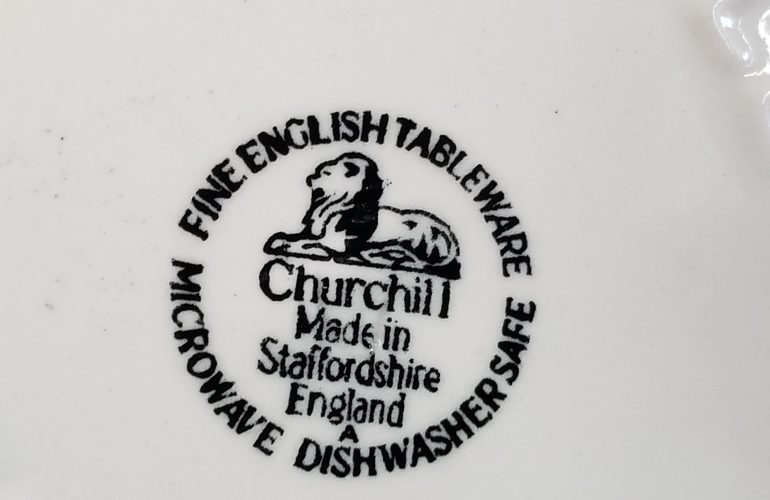 FINE ENGLISH TABLEWARE
Churchill
Made in
Staffordshire
England
A
MICROWAVE DISHWASHER SAFE